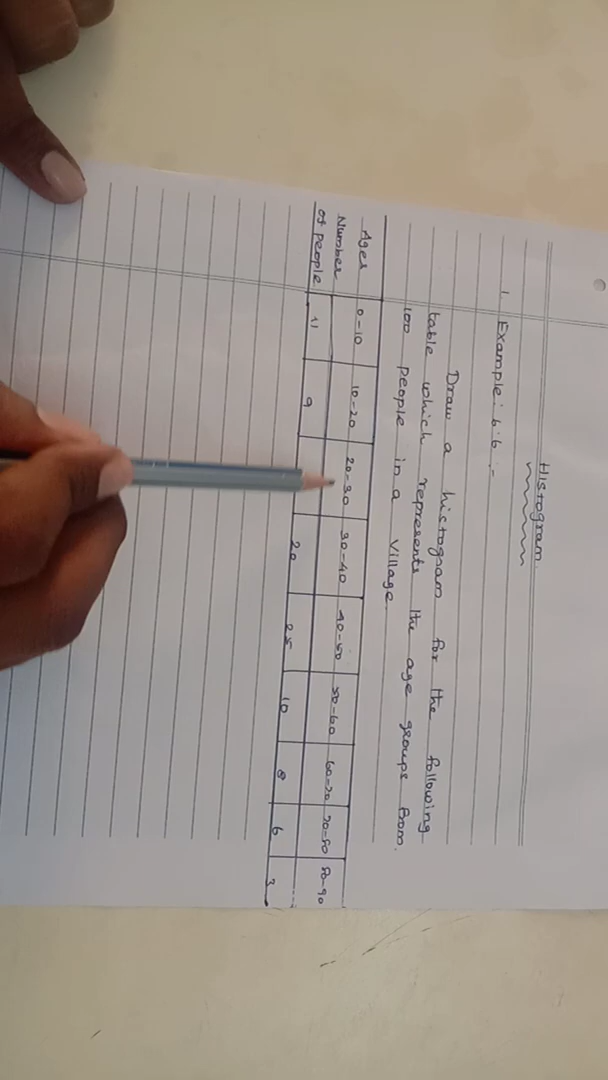 Histogram
1. Example: 6.6 :-
Draw a histogram for the following
table which represents the age groups from
100 people in a village.
Ages 0-10 10-20 20-30 30-40 40-50 50-60 60-70 70-80 80-90
Number
of people 11 9 20 25 10 8 6 3